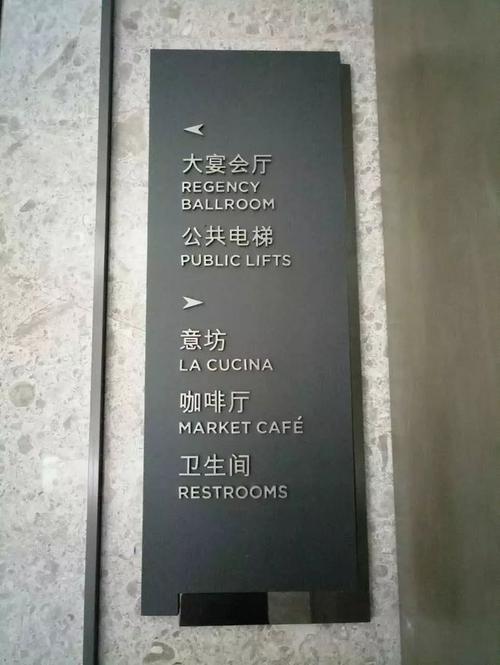 大宴会厅
REGENCY
BALLROOM
公共电梯
PUBLIC LIFTS
意坊
LA CUCINA
咖啡厅
MARKET CAFÉ
卫生间
RESTROOMS